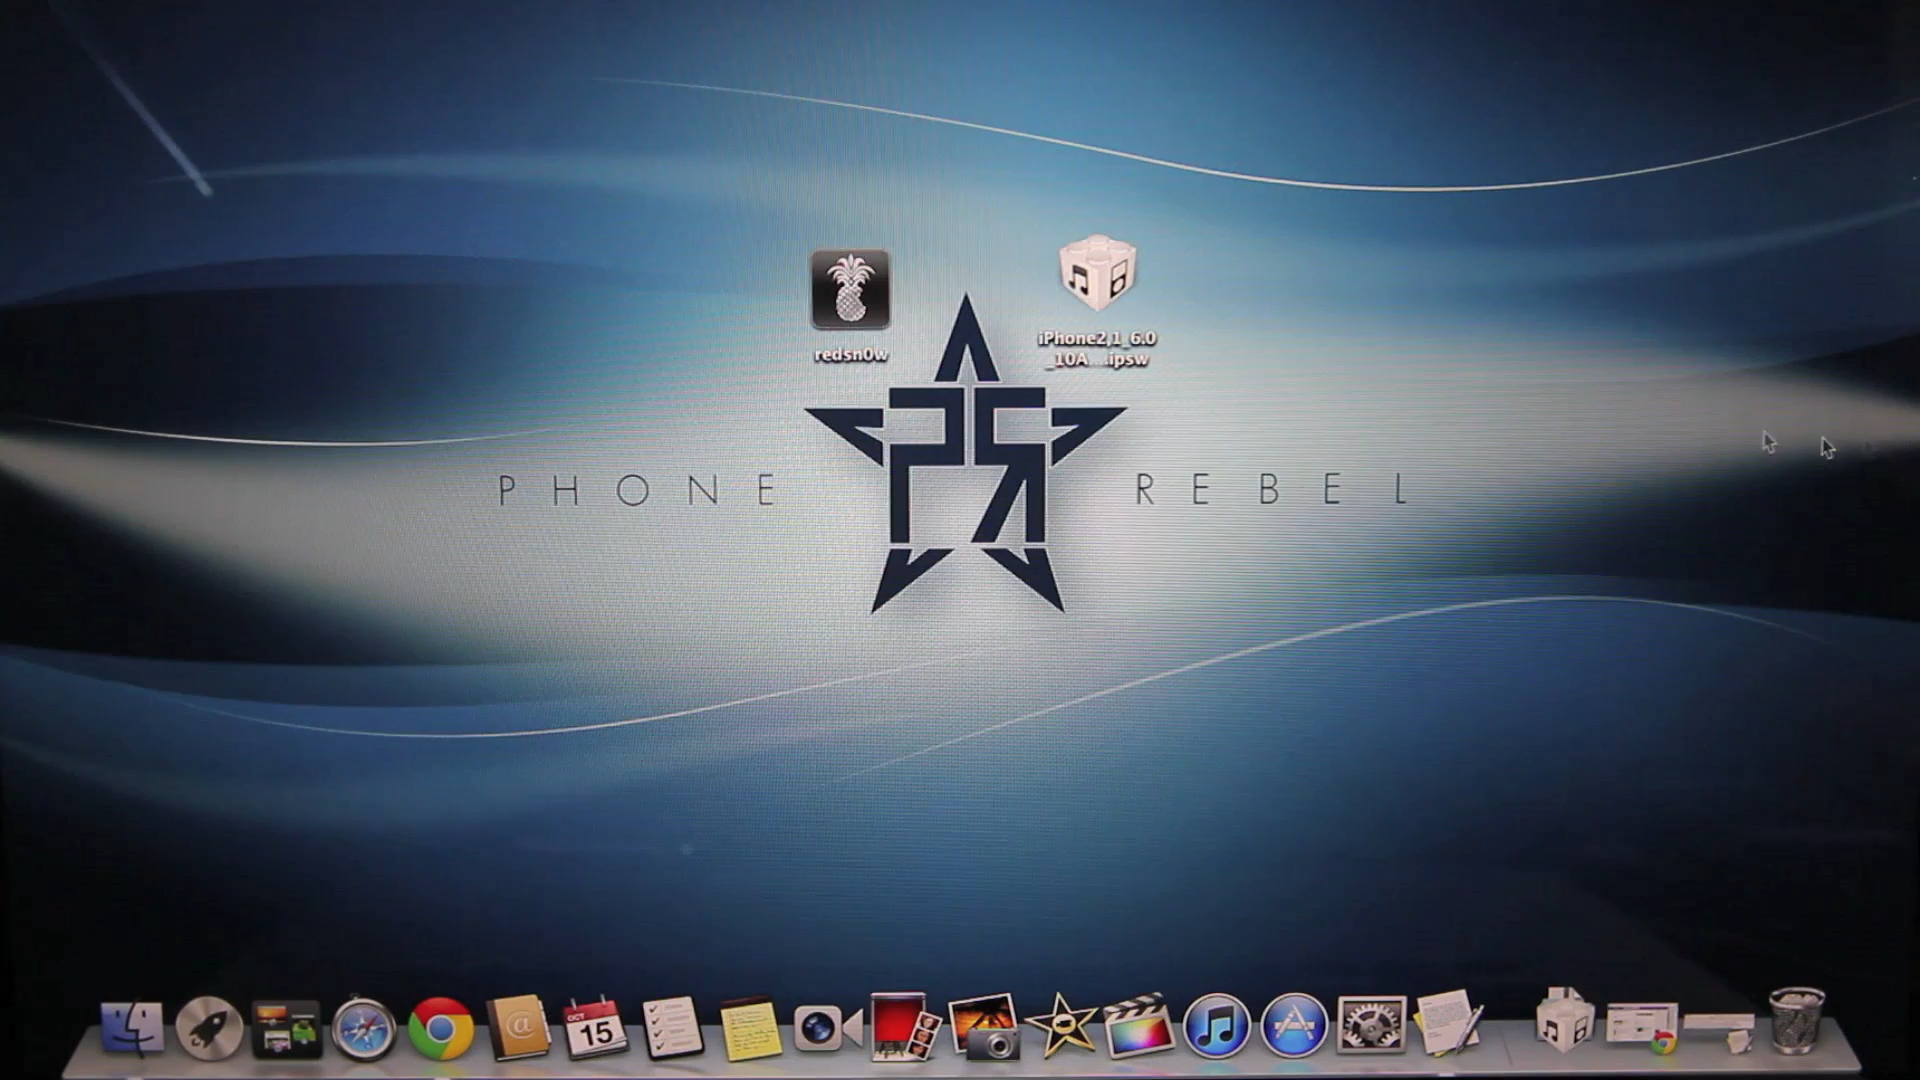 redsn0w
iPhone2,1_6.0
_10A....ipsw
PHONE REBEL
OCT
15